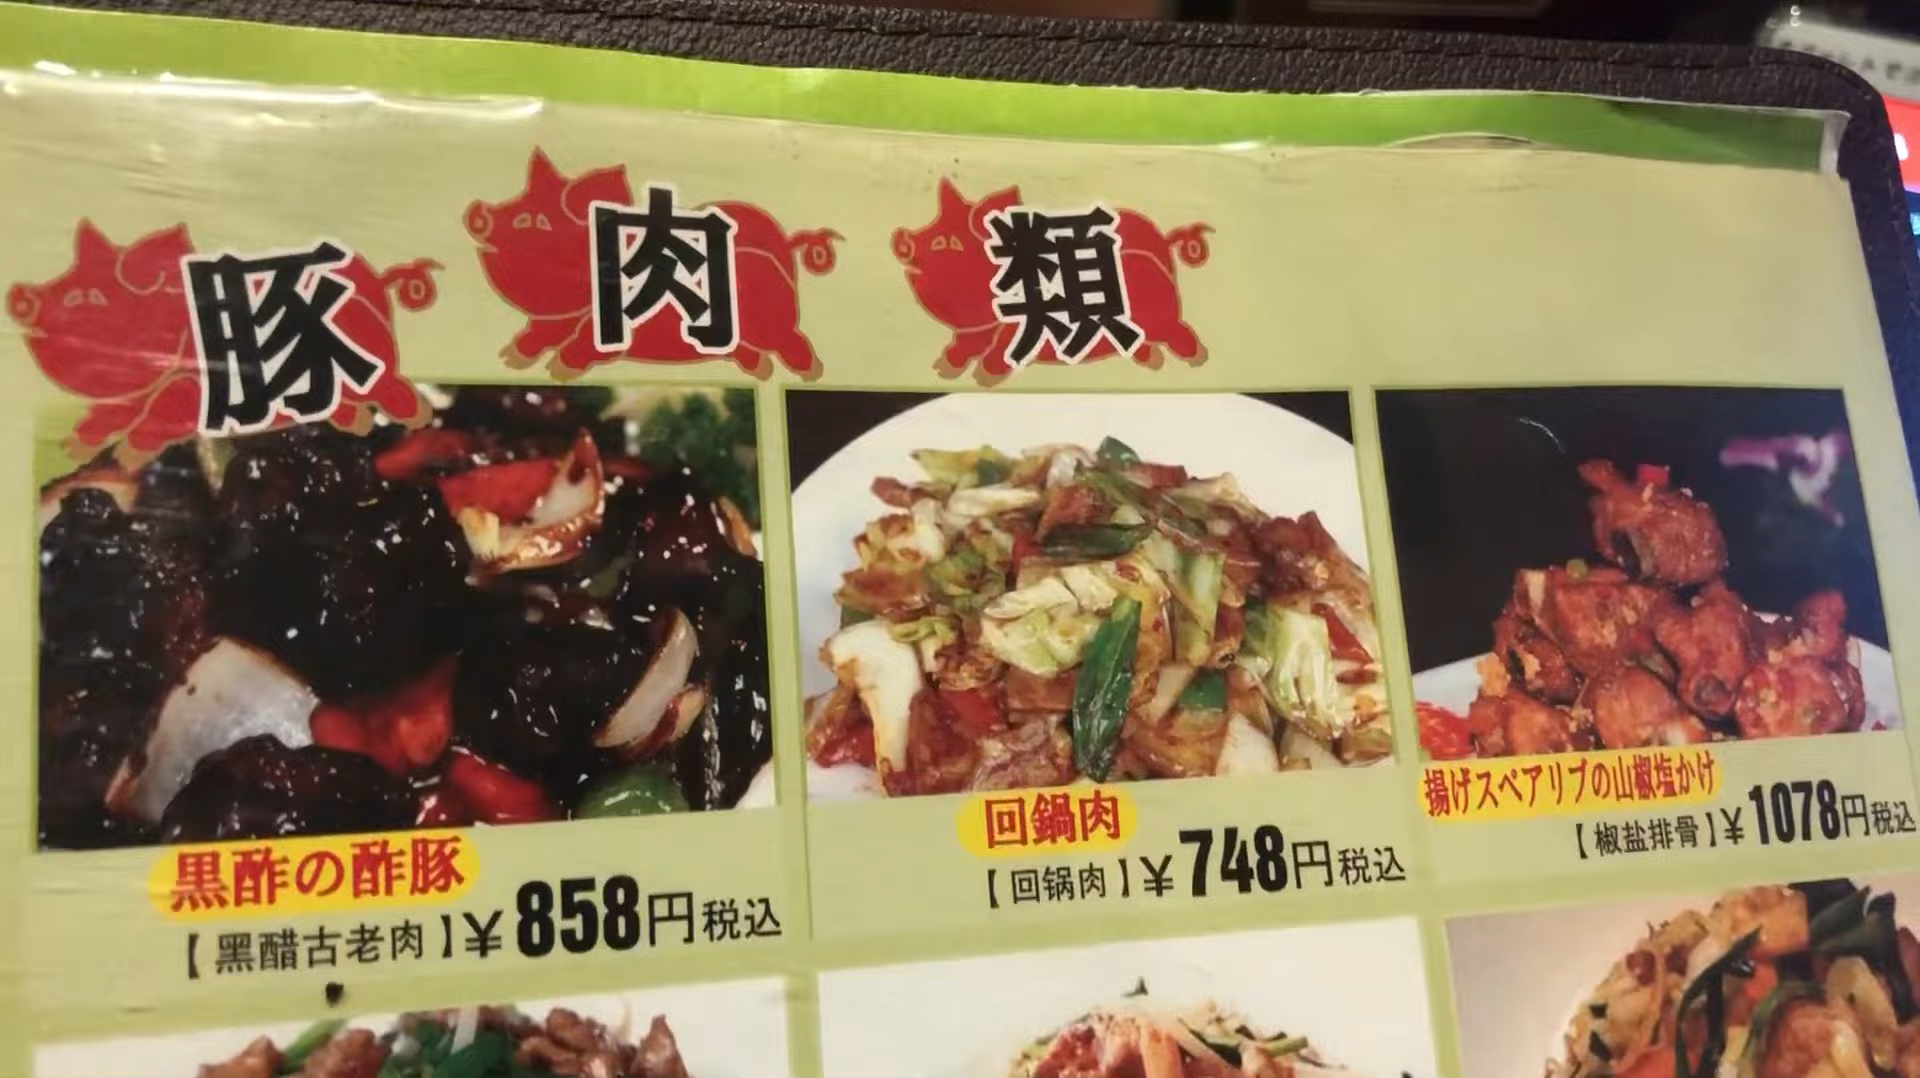 豚肉類
黒酢の酢豚
【黑醋古老肉】¥858円税込
回鍋肉
【回锅肉】¥748円税込
揚げスペアリブの山椒塩かけ
【椒盐排骨】¥1078円税込